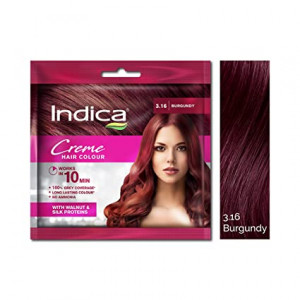 3.16 BURGUNDY
Indica
Creme
HAIR COLOUR
WORKS
IN 10 MIN
• 100% GREY COVERAGE*
• LONG LASTING COLOUR*
• NO AMMONIA
WITH WALNUT &
SILK PROTEINS
3.16
Burgundy